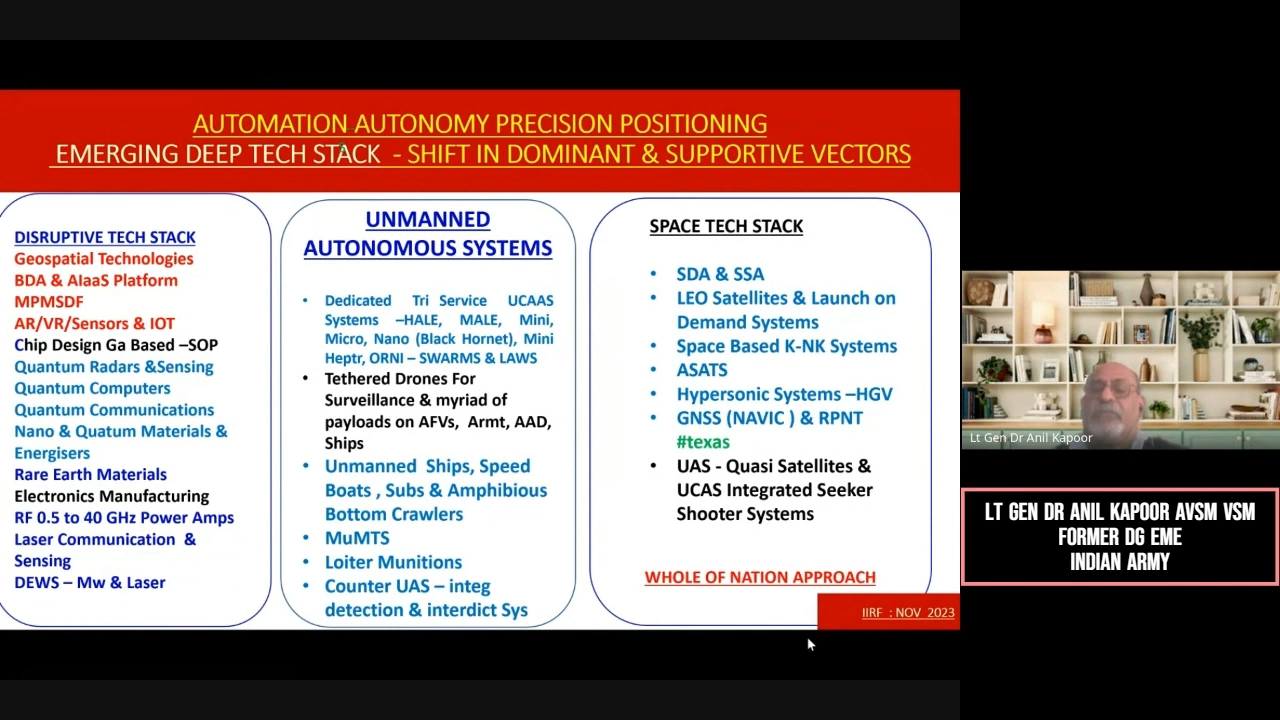 AUTOMATION AUTONOMY PRECISION POSITIONING
EMERGING DEEP TECH STACK - SHIFT IN DOMINANT & SUPPORTIVE VECTORS
DISRUPTIVE TECH STACK
Geospatial Technologies
BDA & AIaaS Platform
MPMSDF
AR/VR/Sensors & IOT
Chip Design Ga Based –SOP
Quantum Radars &Sensing
Quantum Computers
Quantum Communications
Nano & Quatum Materials &
Energisers
Rare Earth Materials
Electronics Manufacturing
RF 0.5 to 40 GHz Power Amps
Laser Communication &
Sensing
DEWS – Mw & Laser
UNMANNED
AUTONOMOUS SYSTEMS
• Dedicated Tri Service UCAAS
Systems –HALE, MALE, Mini,
Micro, Nano (Black Hornet), Mini
Heptr, ORNI – SWARMS & LAWS
• Tethered Drones For
Surveillance & myriad of
payloads on AFVs, Armt, AAD,
Ships
• Unmanned Ships, Speed
Boats , Subs & Amphibious
Bottom Crawlers
• MuMTS
• Loiter Munitions
• Counter UAS – integ
detection & interdict Sys
SPACE TECH STACK
• SDA & SSA
• LEO Satellites & Launch on
Demand Systems
• Space Based K-NK Systems
• ASATS
• Hypersonic Systems –HGV
• GNSS (NAVIC ) & RPNT
#texas
• UAS - Quasi Satellites &
UCAS Integrated Seeker
Shooter Systems
WHOLE OF NATION APPROACH
IIRF : NOV 2023
Lt Gen Dr Anil Kapoor
LT GEN DR ANIL KAPOOR AVSM VSM
FORMER DG EME
INDIAN ARMY